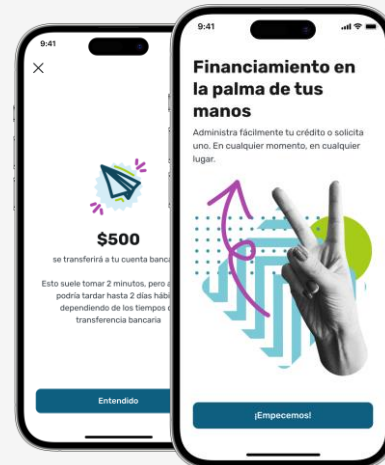 9:41
$500
se transferirá a tu cuenta
Esto suele tomar 2 minutos, pero
podría tardar hasta 2 días
dependiendo de los tiempos
transferencia bancaria
Entendido
9:41
Financiamiento en
la palma de tus
manos
Administra fácilmente tu crédito o solicita
uno. En cualquier momento, en cualquier
lugar.
¡Empecemos!